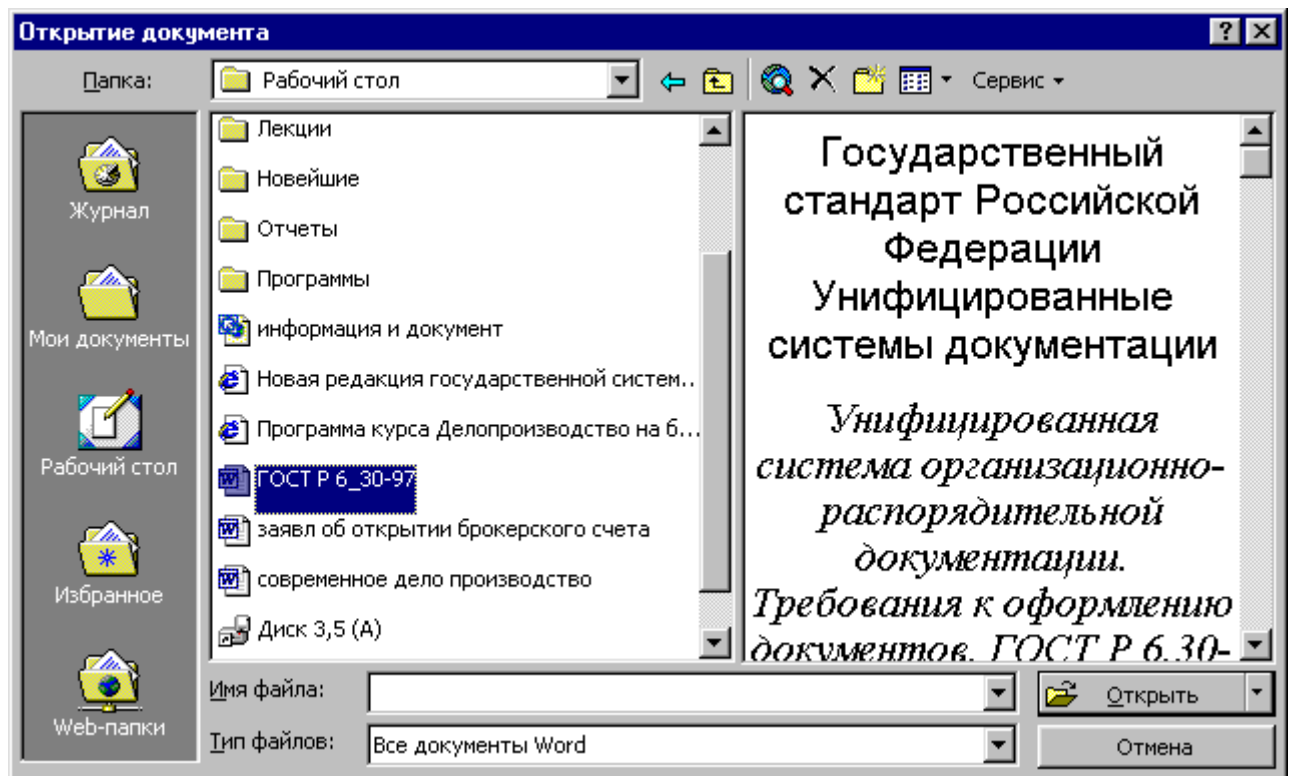 Открытие документа
Папка:
Рабочий стол
Сервис
Журнал
Мои документы
Рабочий стол
Избранное
Web-папки
Лекции
Новейшие
Отчеты
Программы
информация и документ
Новая редакция государственной систем...
Программа курса Делопроизводство на б...
ГОСТ Р 6_30-97
заявл об открытии брокерского счета
современное дело производство
Диск 3,5 (A)
Государственный
стандарт Российской
Федерации
Унифицированные
системы документации
Унифицированная
система организационно-
распорядительной
документации.
Требования к оформлению
документов. ГОСТ Р 6.30-
Имя файла:
Открыть
Тип файлов:
Все документы Word
Отмена